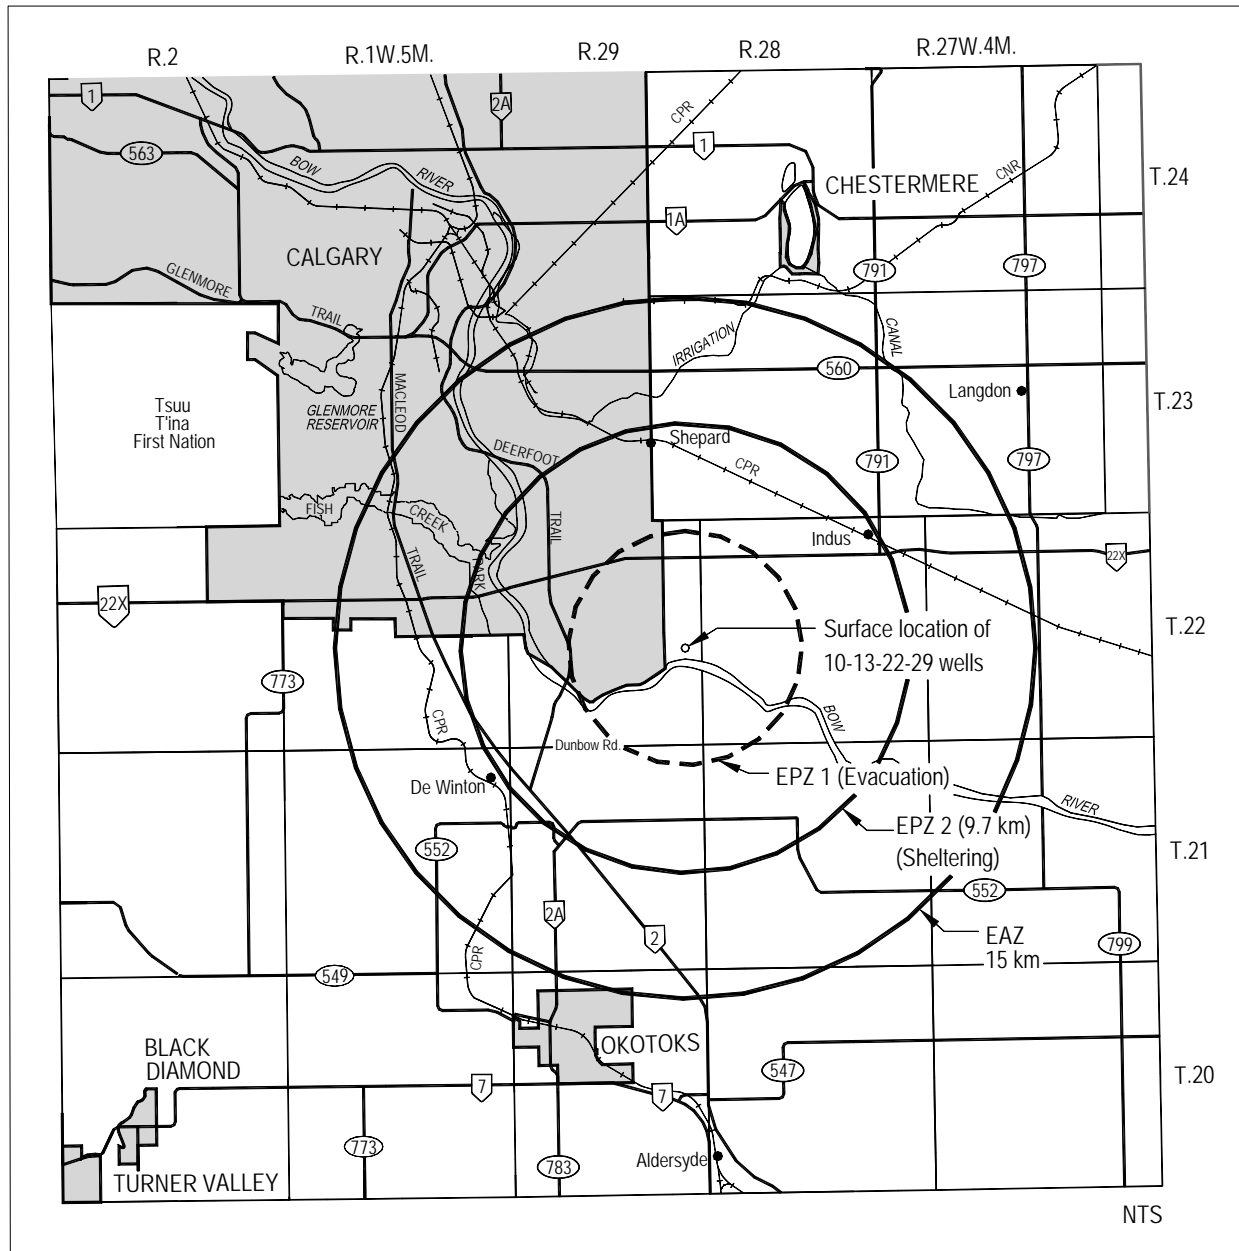 R.2
R.1W.5M.
R.29
R.28
R.27W.4M.
1
2A
CPR
1
563
BOW
RIVER
CNR
T.24
CHESTERMERE
1A
CALGARY
GLENMORE
791
797
TRAIL
CANAL
IRRIGATION
560
MACLEOD
Langdon
Tsuu
T'ina
First Nation
GLENMORE
RESERVOIR
T.23
Shepard
DEERFOOT
CPR
791
797
FISH
CREEK
PARK
TRAIL
TRAIL
Indus
22X
22X
Surface location of
10-13-22-29 wells
T.22
773
CPR
BOW
Dunbow Rd.
EPZ 1 (Evacuation)
De Winton
RIVER
EPZ 2 (9.7 km)
(Sheltering)
552
T.21
552
2A
2
EAZ
15 km
799
CPR
549
BLACK
DIAMOND
OKOTOKS
547
T.20
7
7
773
783
Aldersyde
TURNER VALLEY
NTS